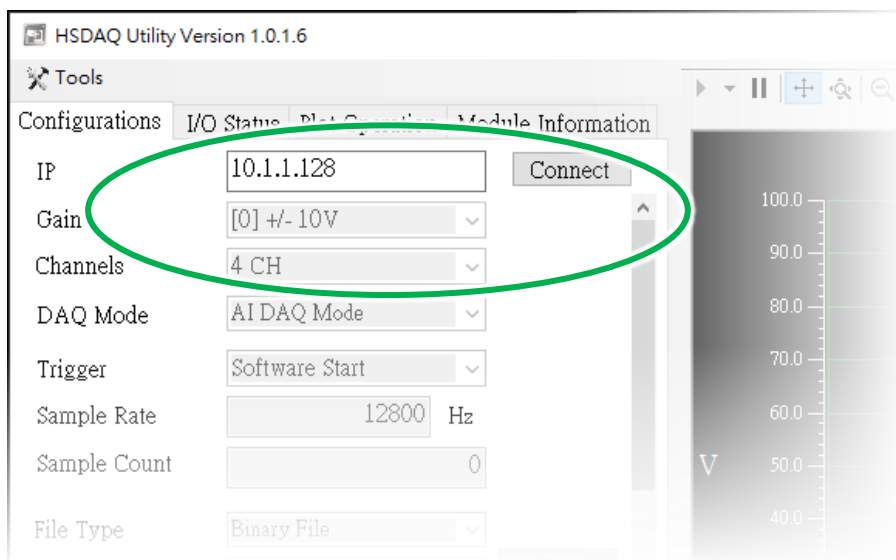 HSDAQ Utility Version 1.0.1.6
Tools
Configurations I/O Status Plot Operation Module Information
IP 10.1.1.128 Connect
Gain [0] +/- 10V
Channels 4 CH
DAQ Mode AI DAQ Mode
Trigger Software Start
Sample Rate 12800 Hz
Sample Count 0
File Type Binary File
100.0
90.0
80.0
70.0
60.0
V 50.0
40.0